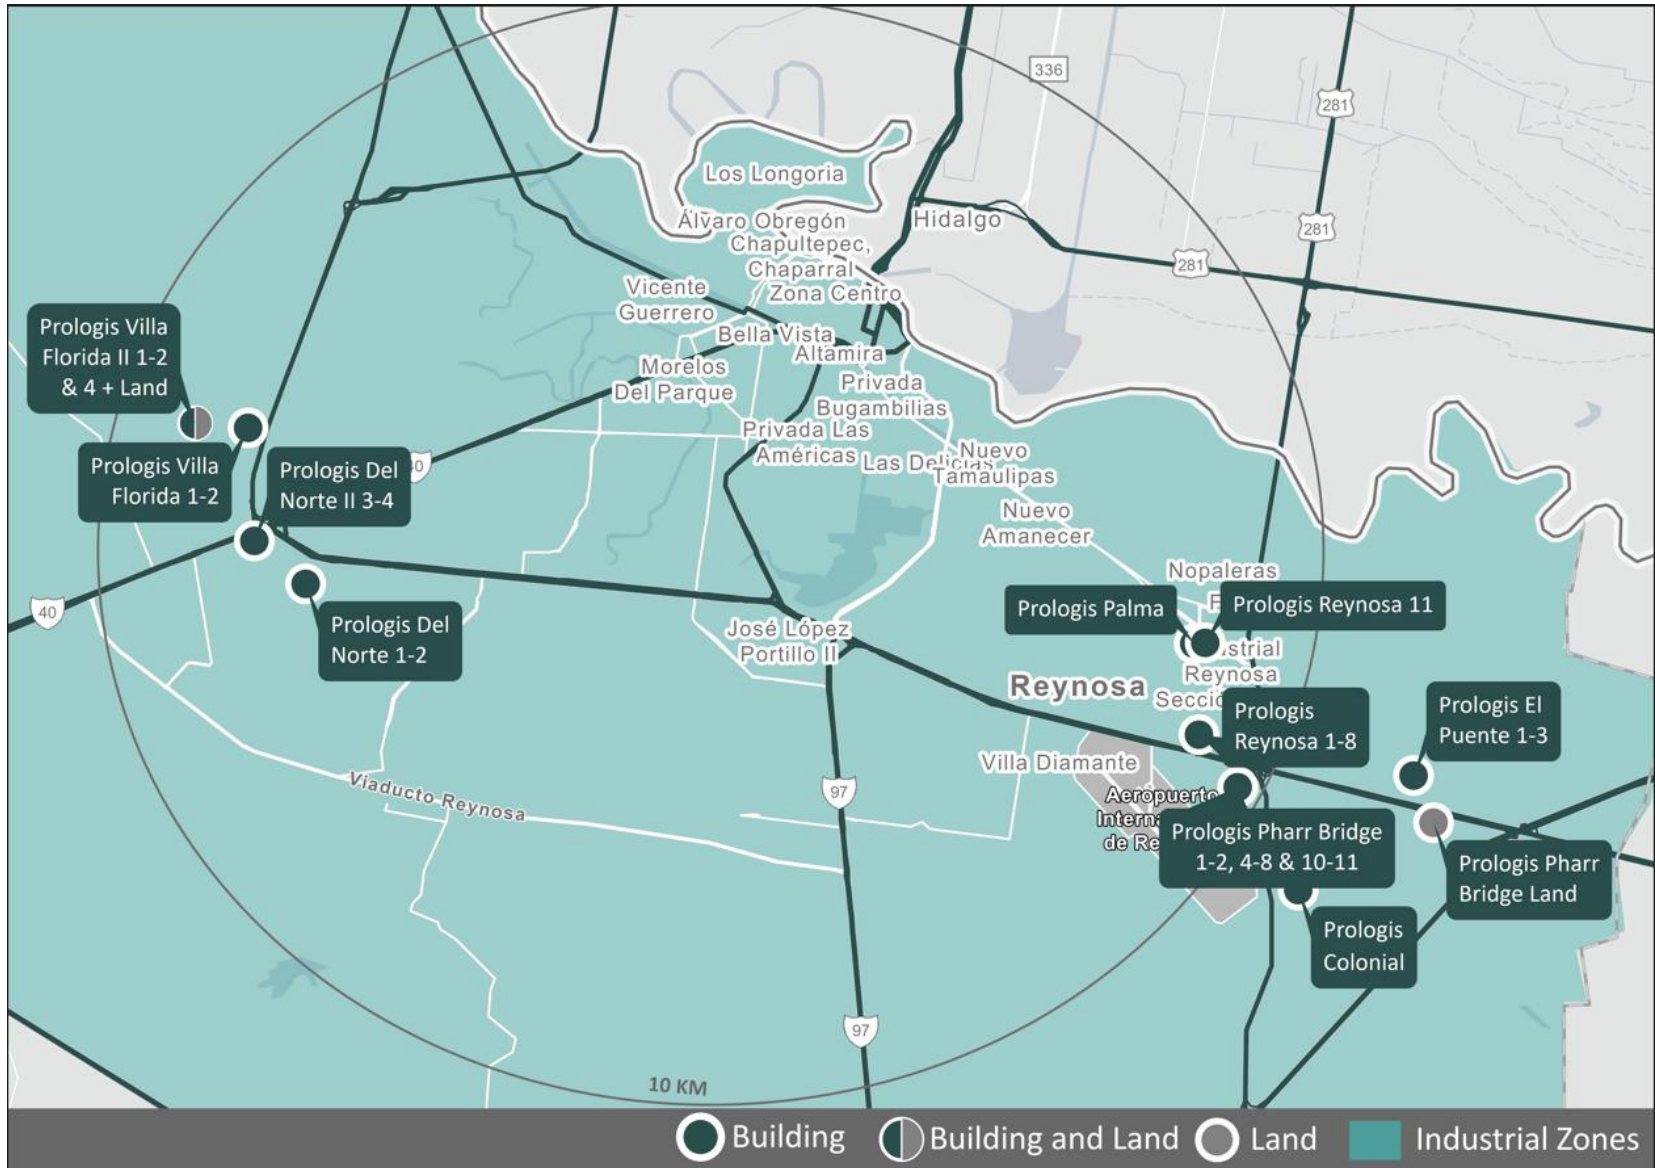 336
281
281
281
Los Longoria
Álvaro Obregón
Hidalgo
Chapultepec,
Chaparral
Zona Centro
Vicente
Guerrero
Bella Vista
Altamira
Morelos
Del Parque
Privada
Bugambilias
Privada Las
Américas
Las Delicias
Nuevo
Tamaulipas
Nuevo
Amanecer
Prologis Villa
Florida II 1-2
& 4 + Land
Prologis Villa
Florida 1-2
Prologis Del
Norte II 3-4
40
Prologis Del
Norte 1-2
José López
Portillo II
Nopaleras
Prologis Palma
Prologis Reynosa 11
Reynosa
Reynosa
Prologis
Reynosa 1-8
Prologis El
Puente 1-3
Villa Diamante
Aeropuerto
de
Prologis Pharr Bridge
1-2, 4-8 & 10-11
Prologis Pharr
Bridge Land
Prologis
Colonial
Viaducto Reynosa
97
97
10 KM
Building
Building and Land
Land
Industrial Zones